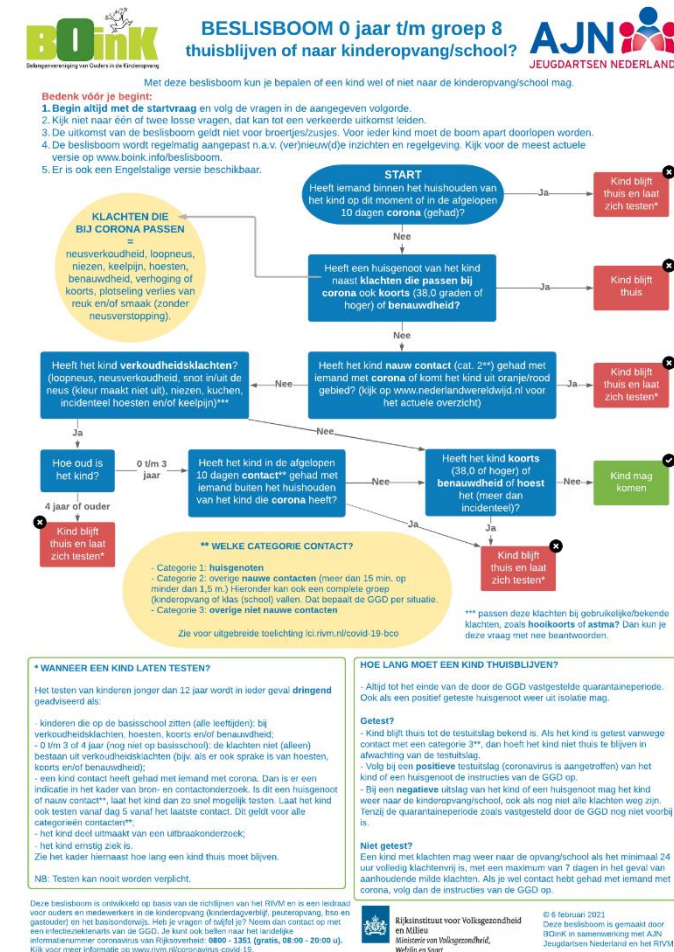 BOinK
Belangenvereniging van Ouders in de Kinderopvang
BESLISBOOM 0 jaar t/m groep 8
thuisblijven of naar kinderopvang/school?
AJN
JEUGDARTSEN NEDERLAND
Met deze beslisboom kun je bepalen of een kind wel of niet naar de kinderopvang/school mag.
Bedenk vóór je begint:
1. Begin altijd met de startvraag en volg de vragen in de aangegeven volgorde.
2. Kijk niet naar één of twee losse vragen, dat kan tot een verkeerde uitkomst leiden.
3. De uitkomst van de beslisboom geldt niet voor broertjes/zusjes. Voor ieder kind moet de boom apart doorlopen worden.
4. De beslisboom wordt regelmatig aangepast n.a.v. (ver)nieuw(d)e inzichten en regelgeving. Kijk voor de meest actuele
versie op www.boink.info/beslisboom.
5. Er is ook een Engelstalige versie beschikbaar.
START
Heeft iemand binnen het huishouden van
het kind op dit moment of in de afgelopen
10 dagen corona (gehad)?
Ja
Kind blijft
thuis en laat
zich testen*
Nee
KLACHTEN DIE
BIJ CORONA PASSEN
=
neusverkoudheid, loopneus,
niezen, keelpijn, hoesten,
benauwdheid, verhoging of
koorts, plotseling verlies van
reuk en/of smaak (zonder
neusverstopping).
Heeft een huisgenoot van het kind
naast klachten die passen bij
corona ook koorts (38,0 graden of
hoger) of benauwdheid?
Ja
Kind blijft
thuis
Nee
Heeft het kind nauw contact (cat. 2**) gehad met
iemand met corona of komt het kind uit oranje/rood
gebied? (kijk op www.nederlandwereldwijd.nl voor
het actuele overzicht)
Ja
Kind blijft
thuis en laat
zich testen*
Nee
Heeft het kind verkoudheidsklachten?
(loopneus, neusverkoudheid, snot in/uit de
neus (kleur maakt niet uit), niezen, kuchen,
incidenteel hoesten en/of keelpijn)***
Ja
Nee
Hoe oud is
het kind?
0 t/m 3
jaar
4 jaar of ouder
Kind blijft
thuis en laat
zich testen*
Heeft het kind in de afgelopen
10 dagen contact** gehad met
iemand buiten het huishouden
van het kind die corona heeft?
Nee
Ja
Heeft het kind koorts
(38,0 of hoger) of
benauwdheid of hoest
het (meer dan
incidenteel)?
Nee
Kind mag
komen
Ja
Kind blijft
thuis en laat
zich testen*
** WELKE CATEGORIE CONTACT?
- Categorie 1: huisgenoten
- Categorie 2: overige nauwe contacten (meer dan 15 min. op
minder dan 1,5 m.) Hieronder kan ook een complete groep
(kinderopvang of klas (school) vallen. Dat bepaalt de GGD per situatie.
- Categorie 3: overige niet nauwe contacten
Zie voor uitgebreide toelichting lci.rivm.nl/covid-19-bco
*** passen deze klachten bij gebruikelijke/bekende
klachten, zoals hooikoorts of astma? Dan kun je
deze vraag met nee beantwoorden.
* WANNEER EEN KIND LATEN TESTEN?
Het testen van kinderen jonger dan 12 jaar wordt in ieder geval dringend
geadviseerd als:
- kinderen die op de basisschool zitten (alle leeftijden): bij
verkoudheidsklachten, hoesten, koorts en/of benauwdheid;
- 0 t/m 3 of 4 jaar (nog niet op basisschool): de klachten niet (alleen)
bestaan uit verkoudheidsklachten (bijv. als er ook sprake is van hoesten,
koorts en/of benauwdheid);
- een kind contact heeft gehad met iemand met corona. Dan is er een
indicatie in het kader van bron- en contactonderzoek. Is dit een huisgenoot
of nauw contact**, laat het kind dan zo snel mogelijk testen. Laat het kind
ook testen vanaf dag 5 vanaf het laatste contact. Dit geldt voor alle
categorieën contacten**;
- het kind deel uitmaakt van een uitbraakonderzoek;
- het kind ernstig ziek is.
Zie het kader hiernaast hoe lang een kind thuis moet blijven.
NB: Testen kan nooit worden verplicht.
HOE LANG MOET EEN KIND THUISBLIJVEN?
- Altijd tot het einde van de door de GGD vastgestelde quarantaineperiode.
Ook als een positief geteste huisgenoot weer uit isolatie mag.
Getest?
- Kind blijft thuis tot de testuitslag bekend is. Als het kind is getest vanwege
contact met een categorie 3**, dan hoeft het kind niet thuis te blijven in
afwachting van de testuitslag.
- Volg bij een positieve testuitslag (coronavirus is aangetroffen) van het
kind of een huisgenoot de instructies van de GGD op.
- Bij een negatieve uitslag van het kind of een huisgenoot mag het kind
weer naar de kinderopvang/school, ook als nog niet alle klachten weg zijn.
Tenzij de quarantaineperiode zoals vastgesteld door de GGD nog niet voorbij
is.
Niet getest?
Een kind met klachten mag weer naar de opvang/school als het minimaal 24
uur volledig klachtenvrij is, met een maximum van 7 dagen in het geval van
aanhoudende milde klachten. Als je wel contact hebt gehad met iemand met
corona, volg dan de instructies van de GGD op.
Deze beslisboom is ontwikkeld op basis van de richtlijnen van het RIVM en is een leidraad
voor ouders en medewerkers in de kinderopvang (kinderdagverblijf, peuteropvang, bso en
gastouder) en het basisonderwijs. Heb je vragen of twijfel je? Neem dan contact op met
een infectieziektenarts van de GGD. Je kunt ook bellen naar het landelijke
informatienummer coronavirus van Rijksoverheid: 0800 - 1351 (gratis, 08:00 - 20:00 u).
Kijk voor meer informatie op www.rivm.nl/coronavirus-covid-19.
Rijksinstituut voor Volksgezondheid
en Milieu
Ministerie van Volksgezondheid,
Welzijn en Sport
© 6 februari 2021
Deze beslisboom is gemaakt door
BOinK in samenwerking met AJN
Jeugdartsen Nederland en het RIVM